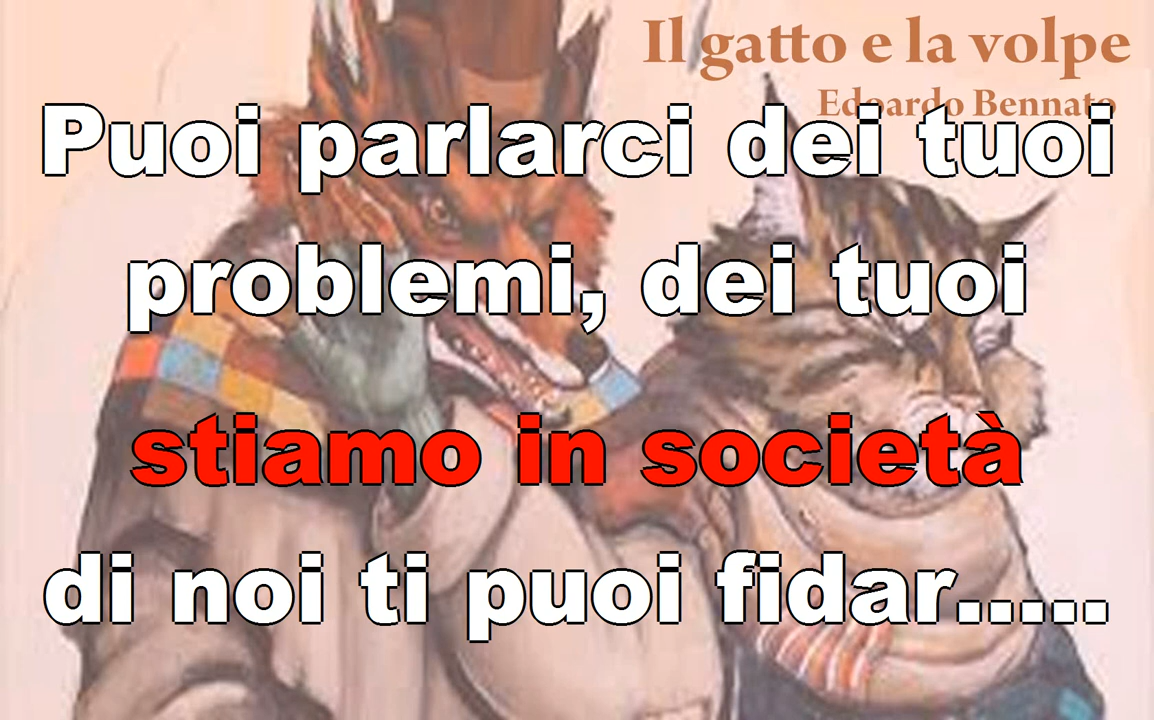 Il gatto e la volpe
Edoardo Bennato
Puoi parlarci dei tuoi
problemi, dei tuoi
stiamo in società
di noi ti puoi fidar.....